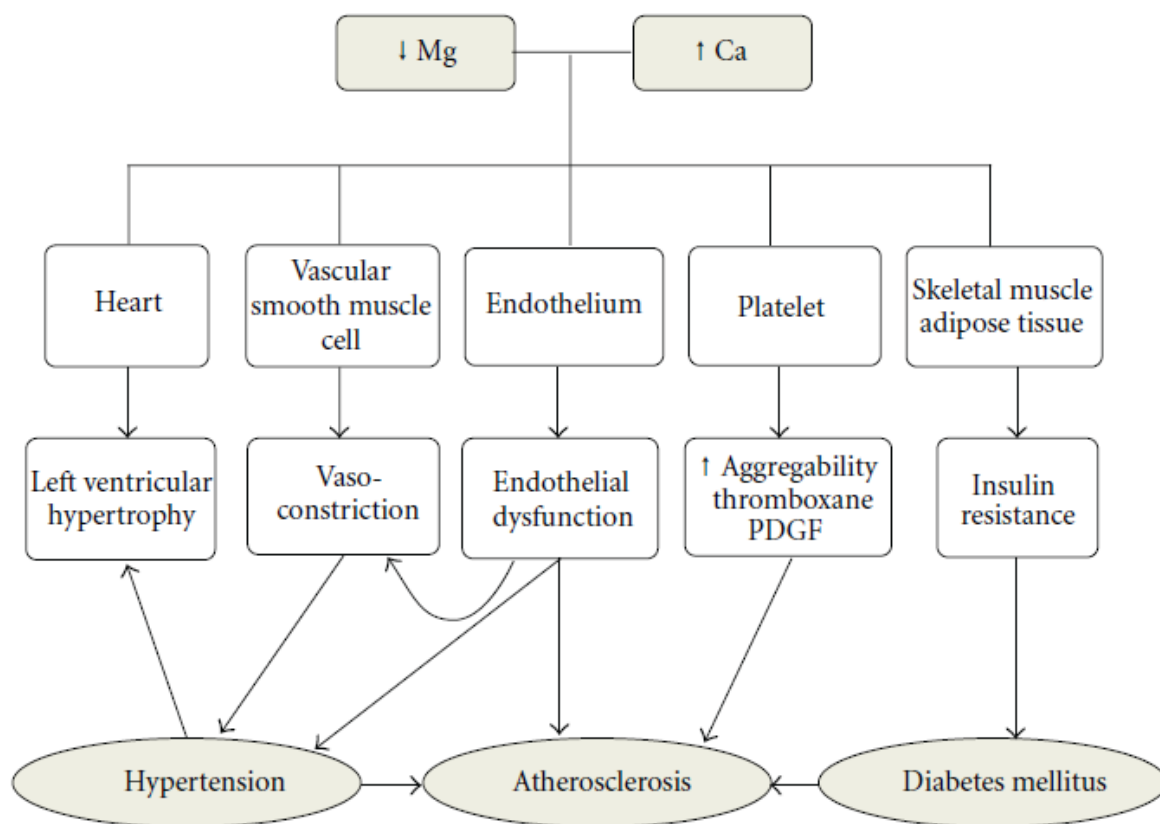 ↓ Mg
↑ Ca
Heart
Vascular
smooth muscle
cell
Endothelium
Platelet
Skeletal muscle
adipose tissue
Left ventricular
hypertrophy
Vaso-
constriction
Endothelial
dysfunction
↑ Aggregability
thromboxane
PDGF
Insulin
resistance
Hypertension
Atherosclerosis
Diabetes mellitus